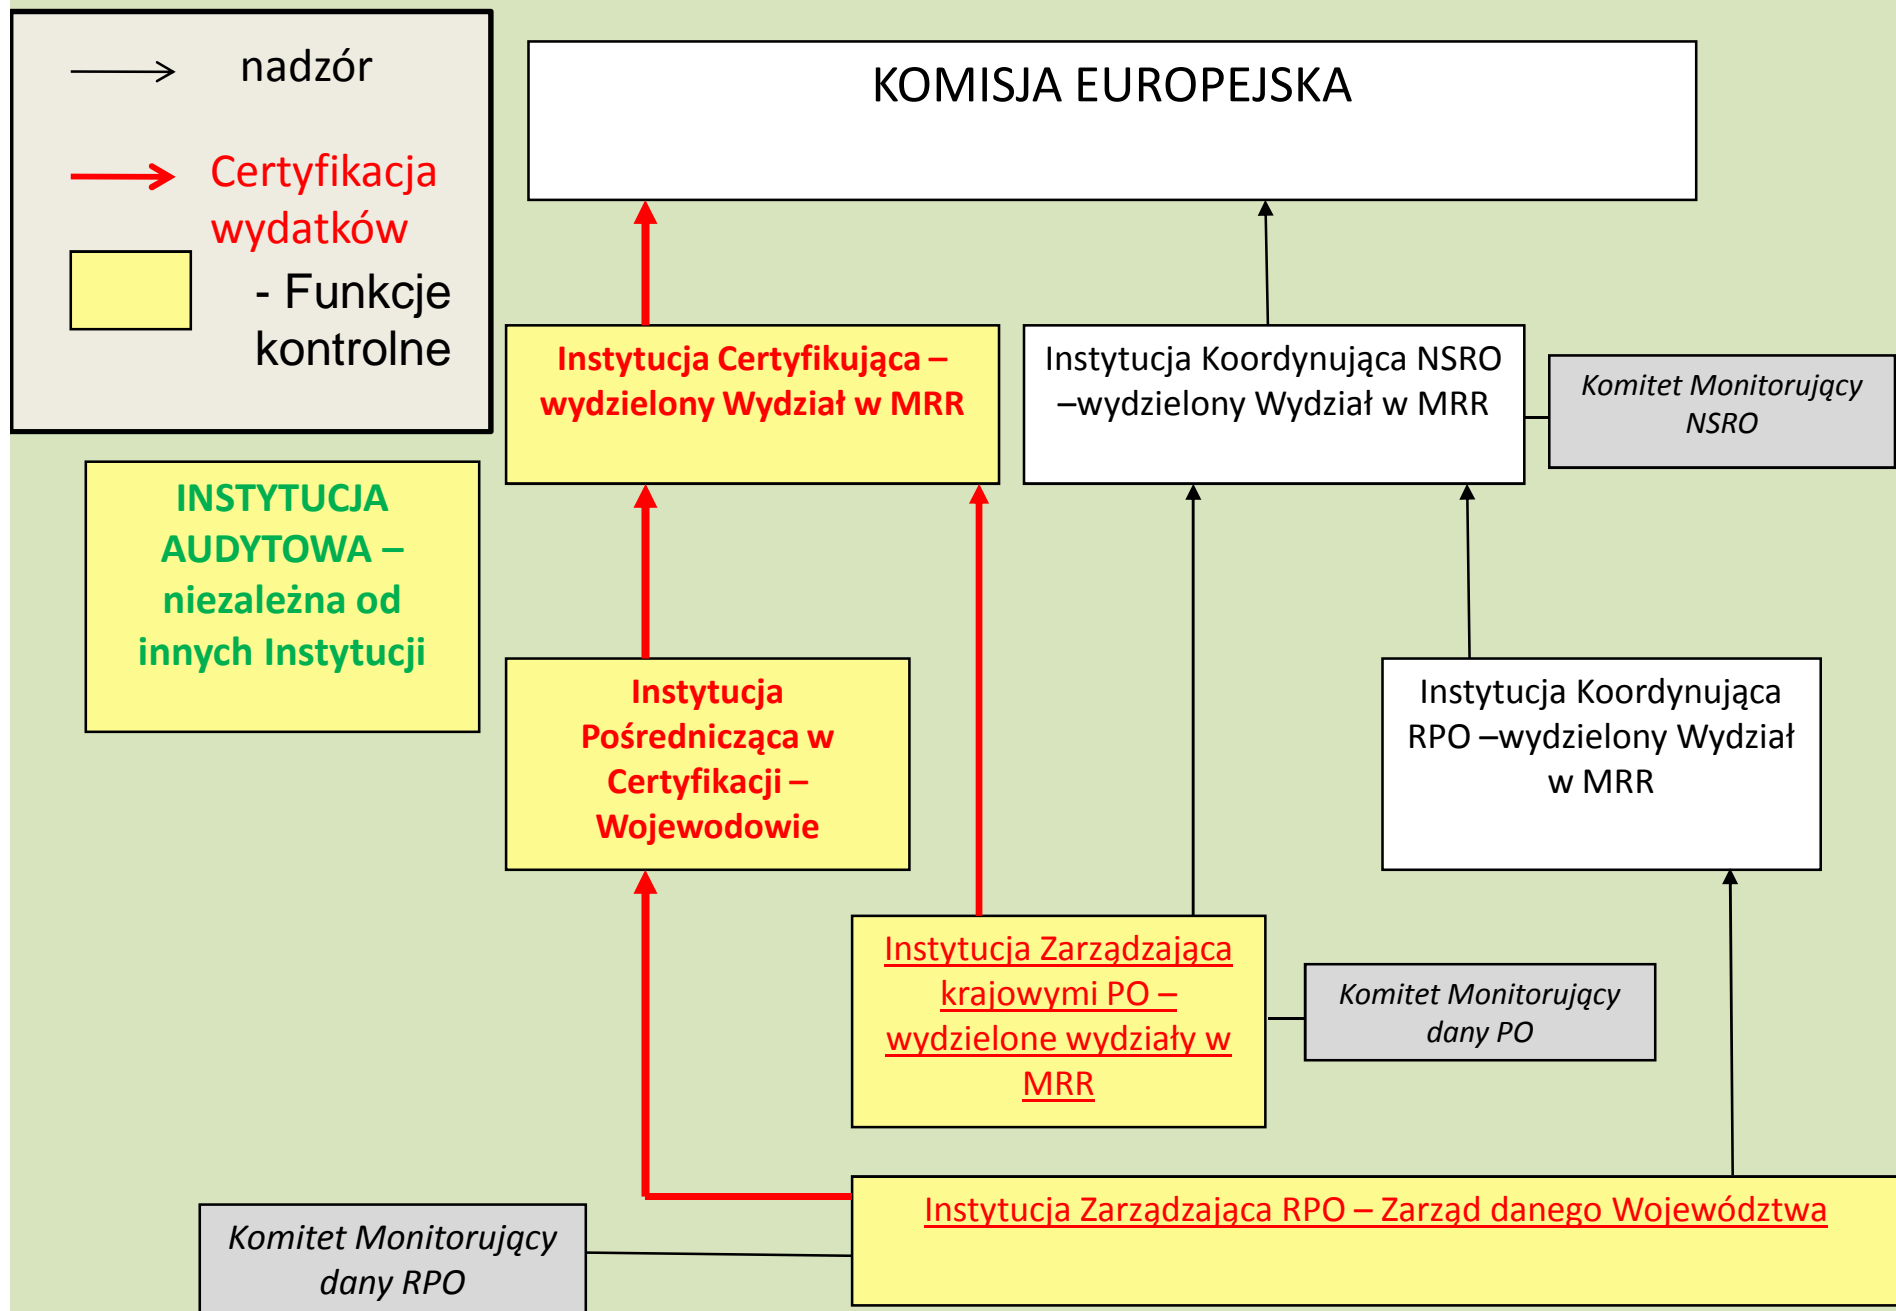 nadzór
Certyfikacja
wydatków
- Funkcje
kontrolne
KOMISJA EUROPEJSKA
Instytucja Certyfikująca –
wydzielony Wydział w MRR
Instytucja Koordynująca NSRO
–wydzielony Wydział w MRR
Komitet Monitorujący
NSRO
INSTYTUCJA
AUDYTOWA –
niezależna od
innych Instytucji
Instytucja
Pośrednicząca w
Certyfikacji –
Wojewodowie
Instytucja Koordynująca
RPO –wydzielony Wydział
w MRR
Instytucja Zarządzająca
krajowymi PO –
wydzielone wydziały w
MRR
Komitet Monitorujący
dany PO
Instytucja Zarządzająca RPO – Zarząd danego Województwa
Komitet Monitorujący
dany RPO